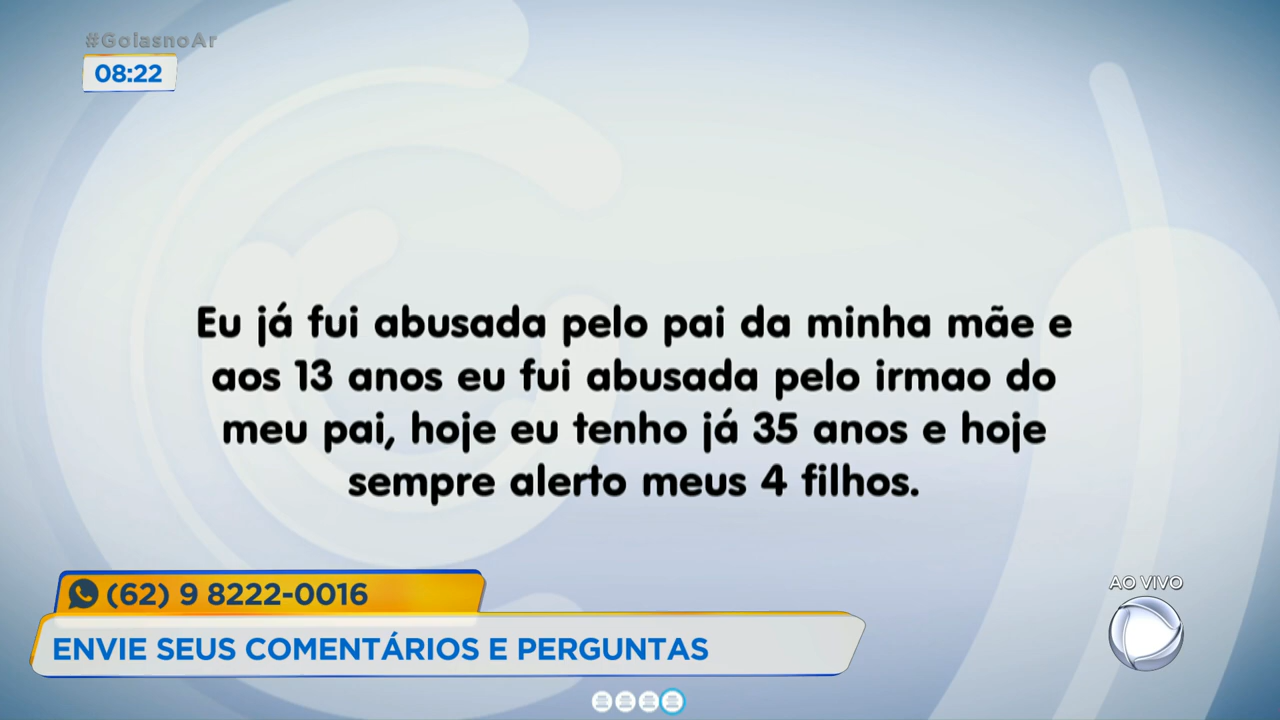 #GoiasnoAr
08:22
Eu já fui abusada pelo pai da minha mãe e
aos 13 anos eu fui abusada pelo irmao do
meu pai, hoje eu tenho já 35 anos e hoje
sempre alerto meus 4 filhos.
(62) 9 8222-0016
ENVIE SEUS COMENTÁRIOS E PERGUNTAS
AO VIVO